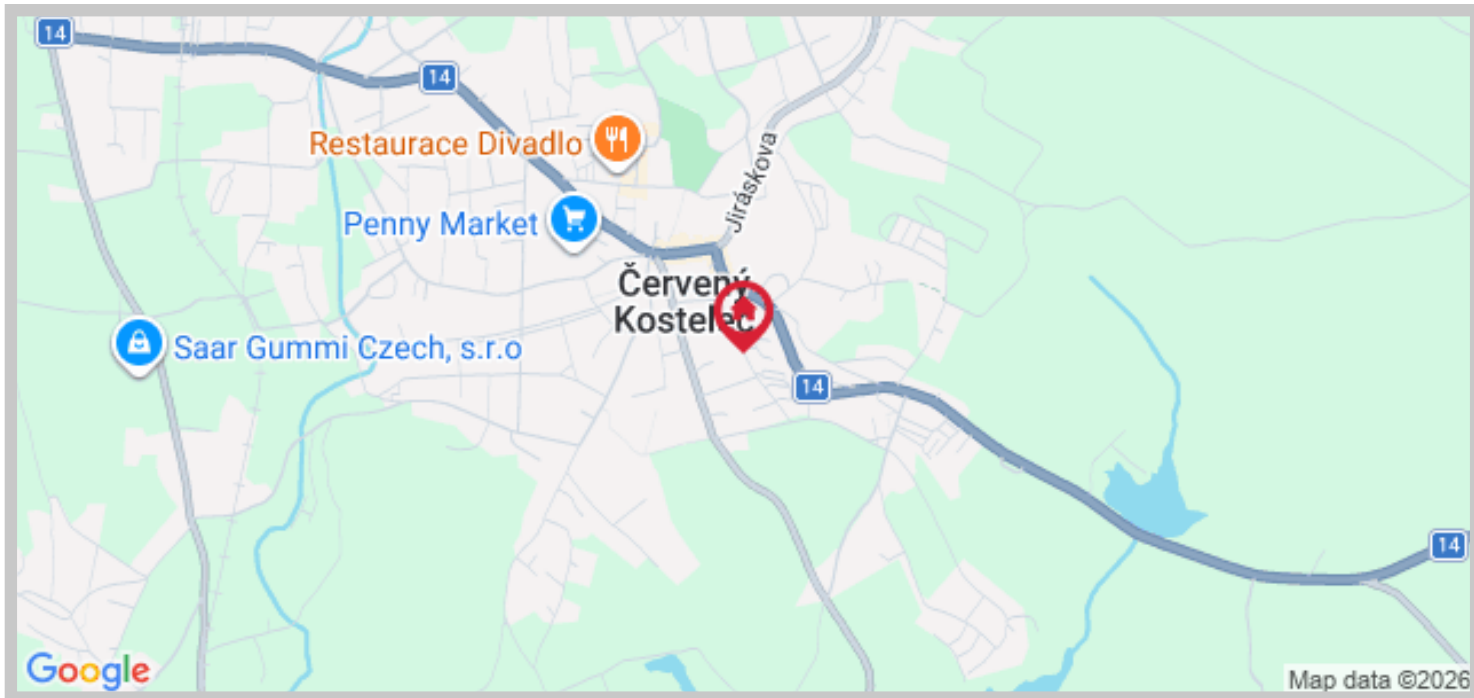 14
14
Restaurace Divadlo
Jiráskova
Penny Market
Červený
Kostelec
Saar Gummi Czech, s.r.o
14
14
Google
Map data ©2026